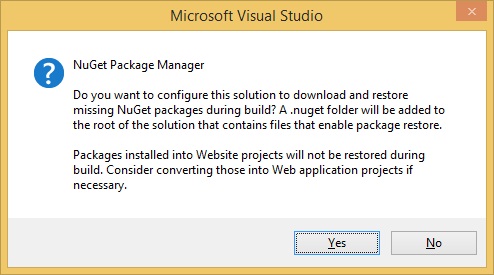 Microsoft Visual Studio
NuGet Package Manager
Do you want to configure this solution to download and restore
missing NuGet packages during build? A .nuget folder will be added
to the root of the solution that contains files that enable package restore.
Packages installed into Website projects will not be restored during
build. Consider converting those into Web application projects if
necessary.
Yes
No